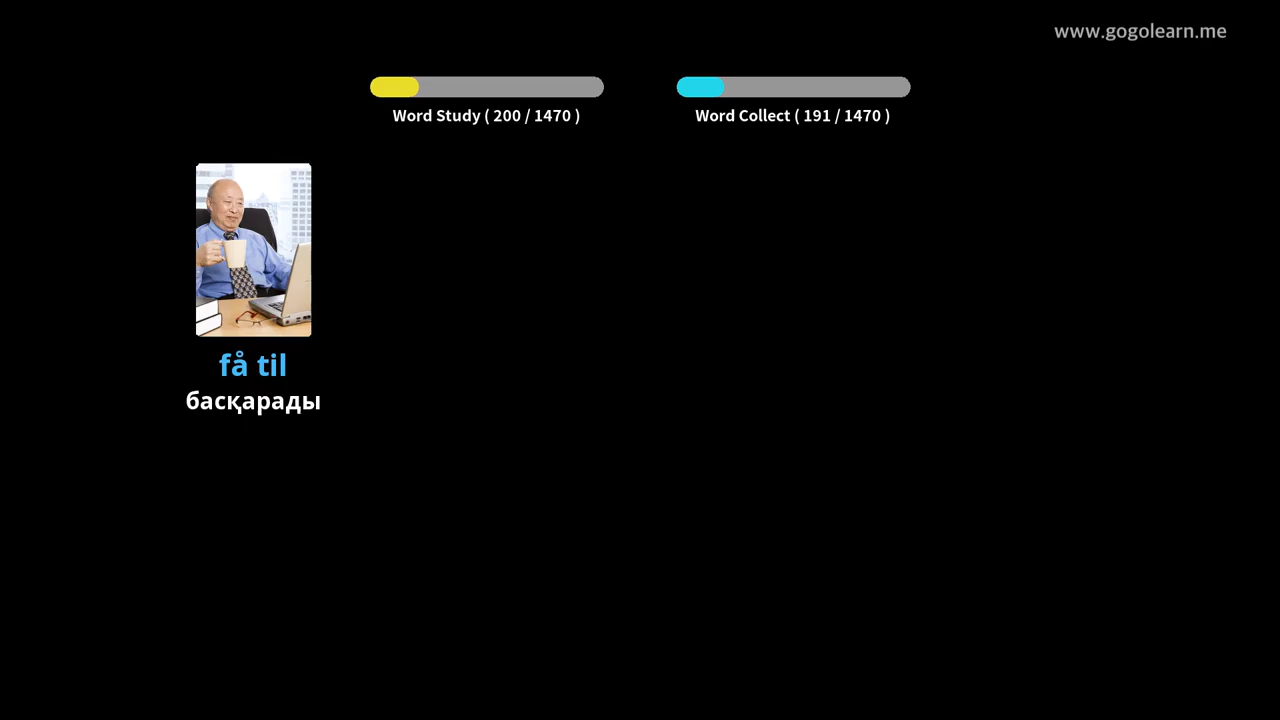 www.gogolearn.me
Word Study ( 200 / 1470 )
Word Collect ( 191 / 1470 )
få til
басқарады